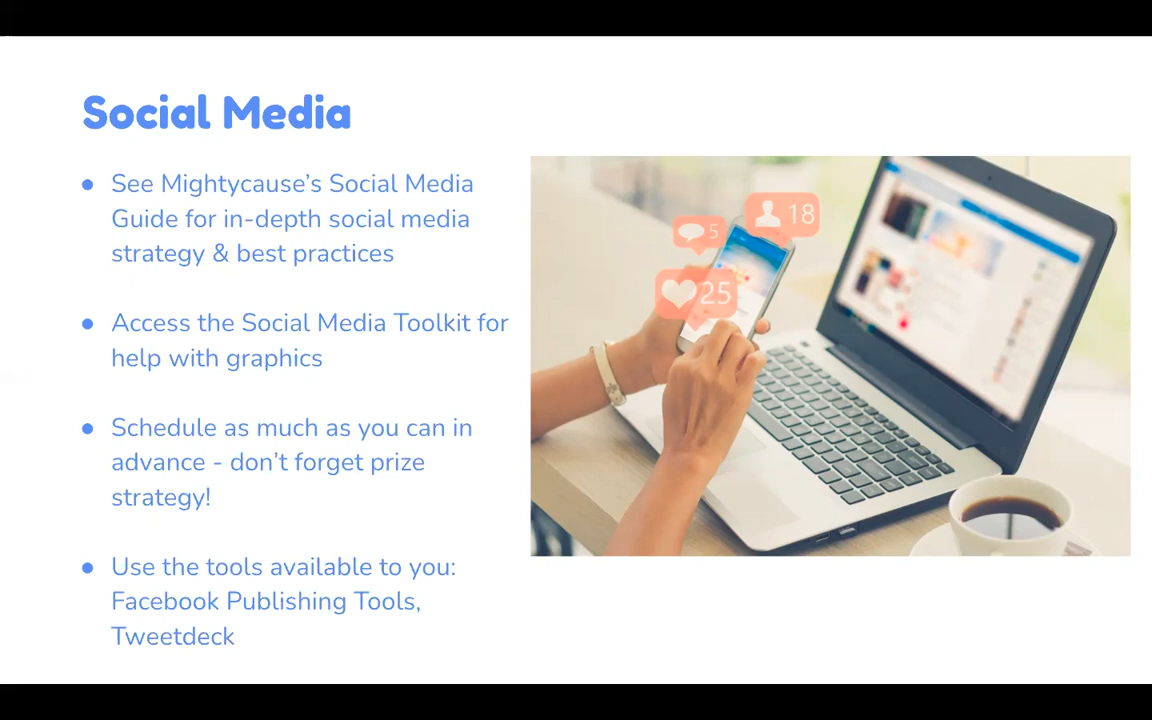 Social Media
● See Mightycause’s Social Media
Guide for in-depth social media
strategy & best practices
● Access the Social Media Toolkit for
help with graphics
● Schedule as much as you can in
advance - don’t forget prize
strategy!
● Use the tools available to you:
Facebook Publishing Tools,
Tweetdeck
18
5
25